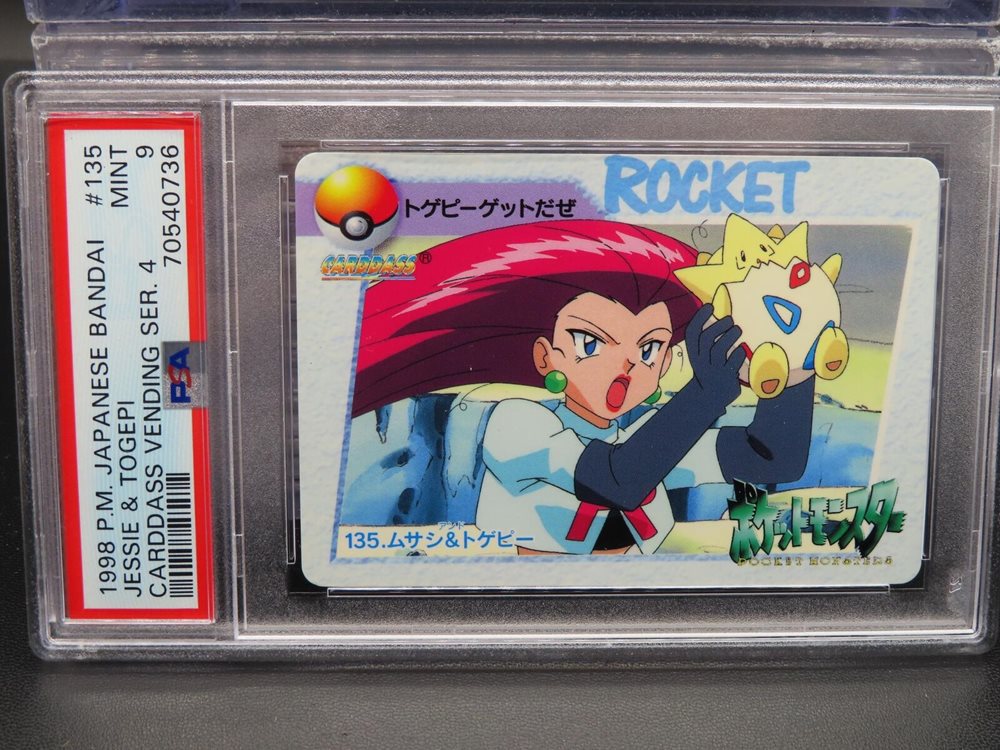 1998 P.M. JAPANESE BANDAI #135
JESSIE & TOGEPI MINT
CARDDASS VENDING SER. 4 9
70540736
PSA
ROCKET
トゲピーゲットだぜ
CARDDASS®
アンド
135.ムサシ&トゲピー
ポケットモンスター
POCKET MONSTERS